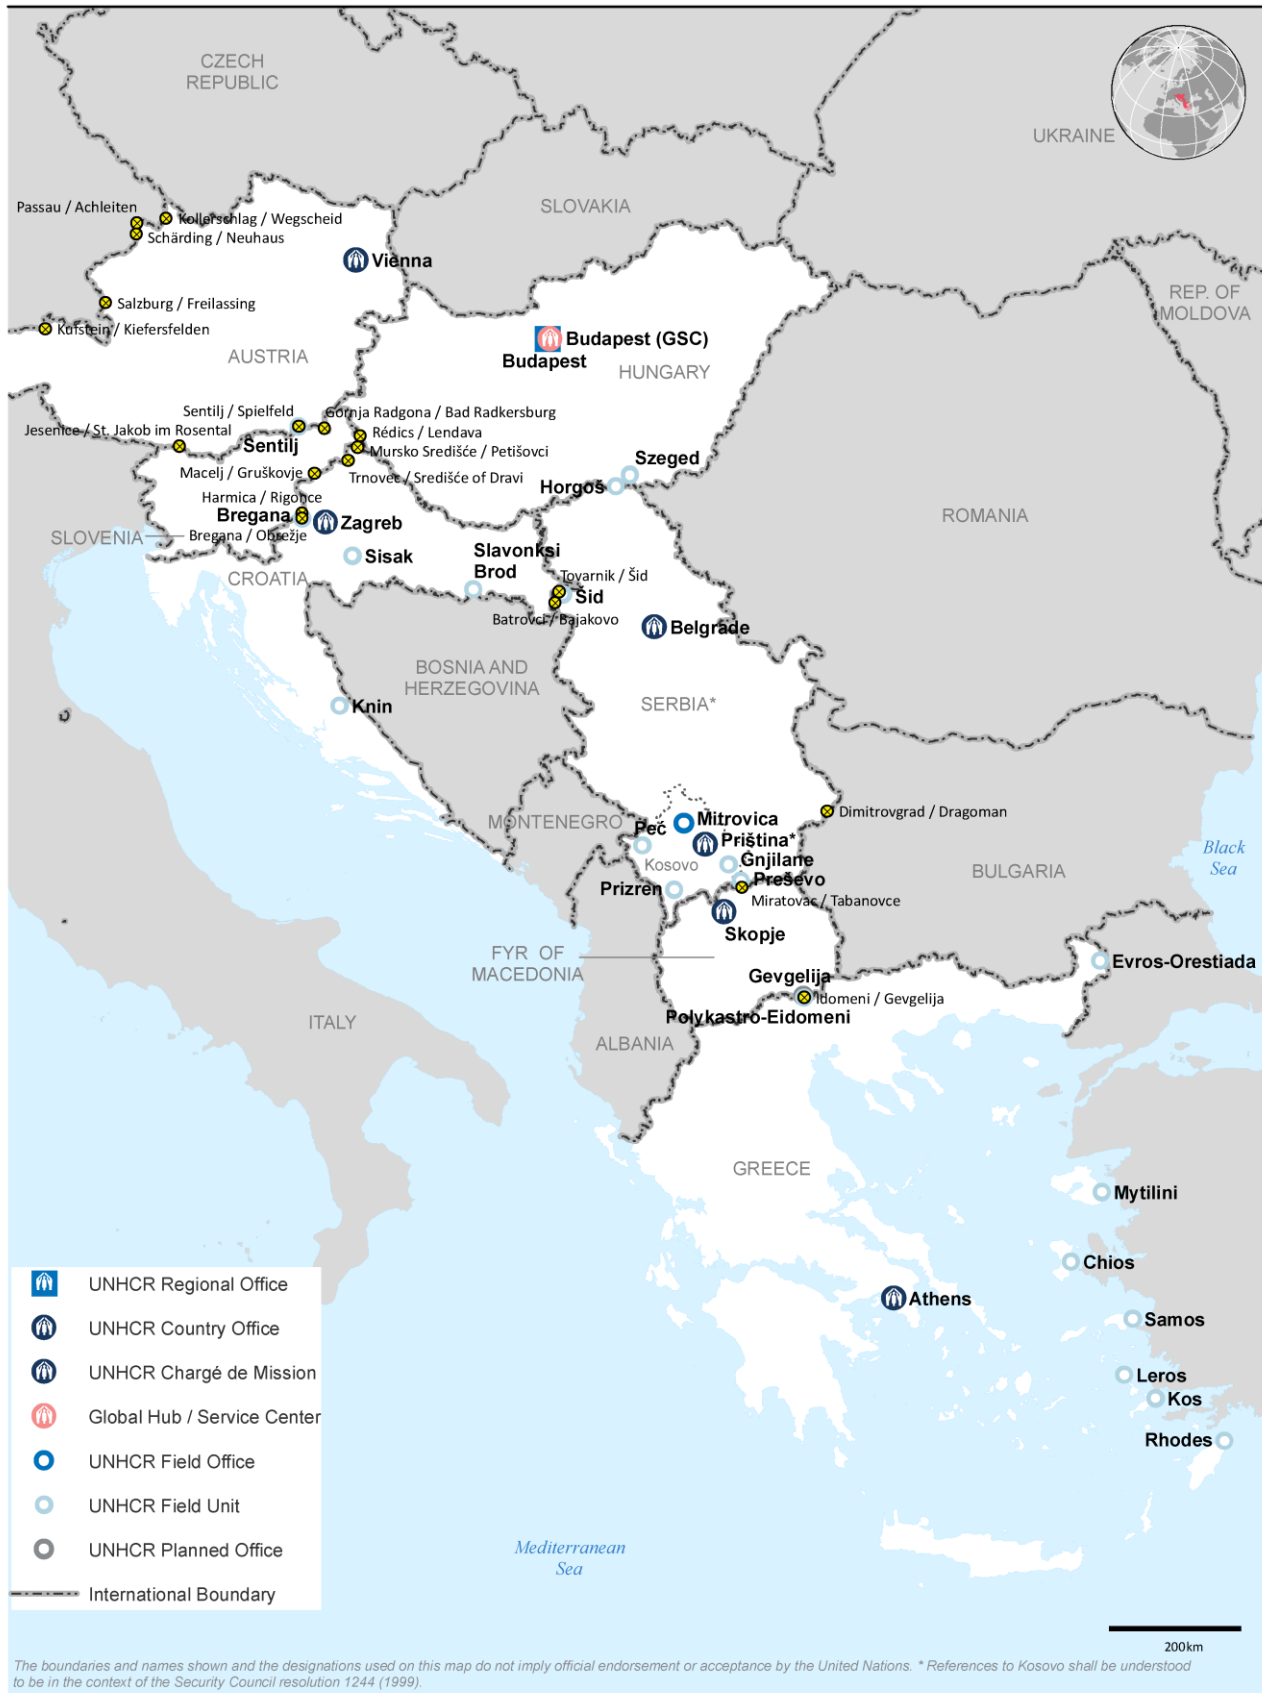 CZECH
REPUBLIC
UKRAINE
SLOVAKIA
Passau / Achleiten
Kollerschlag / Wegscheid
Schärding / Neuhaus
Vienna
REP. OF
MOLDOVA
Salzburg / Freilassing
Kufstein / Kiefersfelden
Budapest (GSC)
Budapest
AUSTRIA
HUNGARY
Sentilj / Spielfeld
Gornja Radgona / Bad Radkersburg
Jesenice / St. Jakob im Rosental
Rédics / Lendava
Sentilj
Mursko Središće / Petišovci
Szeged
Macelj / Gruškovje
Trnovec / Središće of Dravi
Horgoš
Harmica / Rigonce
Bregana
Zagreb
ROMANIA
SLOVENIA
Bregana / Obrežje
Sisak
Slavonksi
Brod
CROATIA
Tovarnik / Šid
Šid
Batrovci / Bajakovo
Belgrade
BOSNIA AND
HERZEGOVINA
SERBIA*
Knin
Dimitrovgrad / Dragoman
MONTENEGRO
Mitrovica
Peć
Priština*
Black
Sea
Kosovo
Gnjilane
BULGARIA
Prizren
Preševo
Miratovac / Tabanovce
Skopje
FYR OF
MACEDONIA
Evros-Orestiada
Gevgelija
Idomeni / Gevgelija
Polykastro-Eidomeni
ITALY
ALBANIA
GREECE
Mytilini
Chios
Athens
Samos
Leros
Kos
Rhodes
UNHCR Regional Office
UNHCR Country Office
UNHCR Chargé de Mission
Global Hub / Service Center
UNHCR Field Office
UNHCR Field Unit
UNHCR Planned Office
International Boundary
Mediterranean
Sea
200km
The boundaries and names shown and the designations used on this map do not imply official endorsement or acceptance by the United Nations. * References to Kosovo shall be understood
to be in the context of the Security Council resolution 1244 (1999).